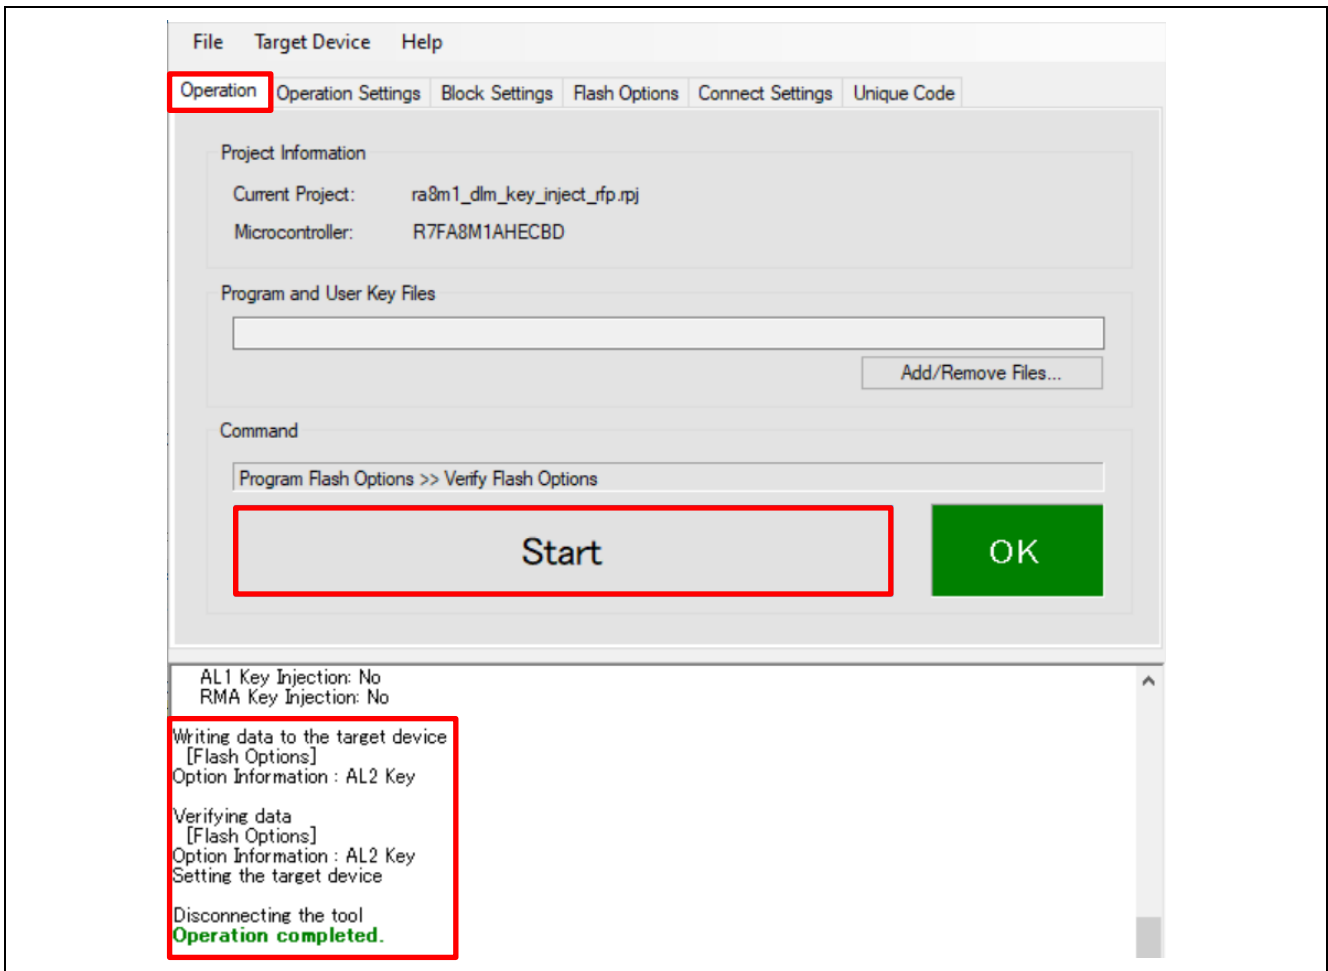 File Target Device Help
Operation Operation Settings Block Settings Flash Options Connect Settings Unique Code
Project Information
Current Project: ra8m1_dlm_key_inject_rfp.rpj
Microcontroller: R7FA8M1AHECBD
Program and User Key Files
Add/Remove Files...
Command
Program Flash Options >> Verify Flash Options
Start OK
AL1 Key Injection: No
RMA Key Injection: No
Writing data to the target device
[Flash Options]
Option Information : AL2 Key
Verifying data
[Flash Options]
Option Information : AL2 Key
Setting the target device
Disconnecting the tool
Operation completed.